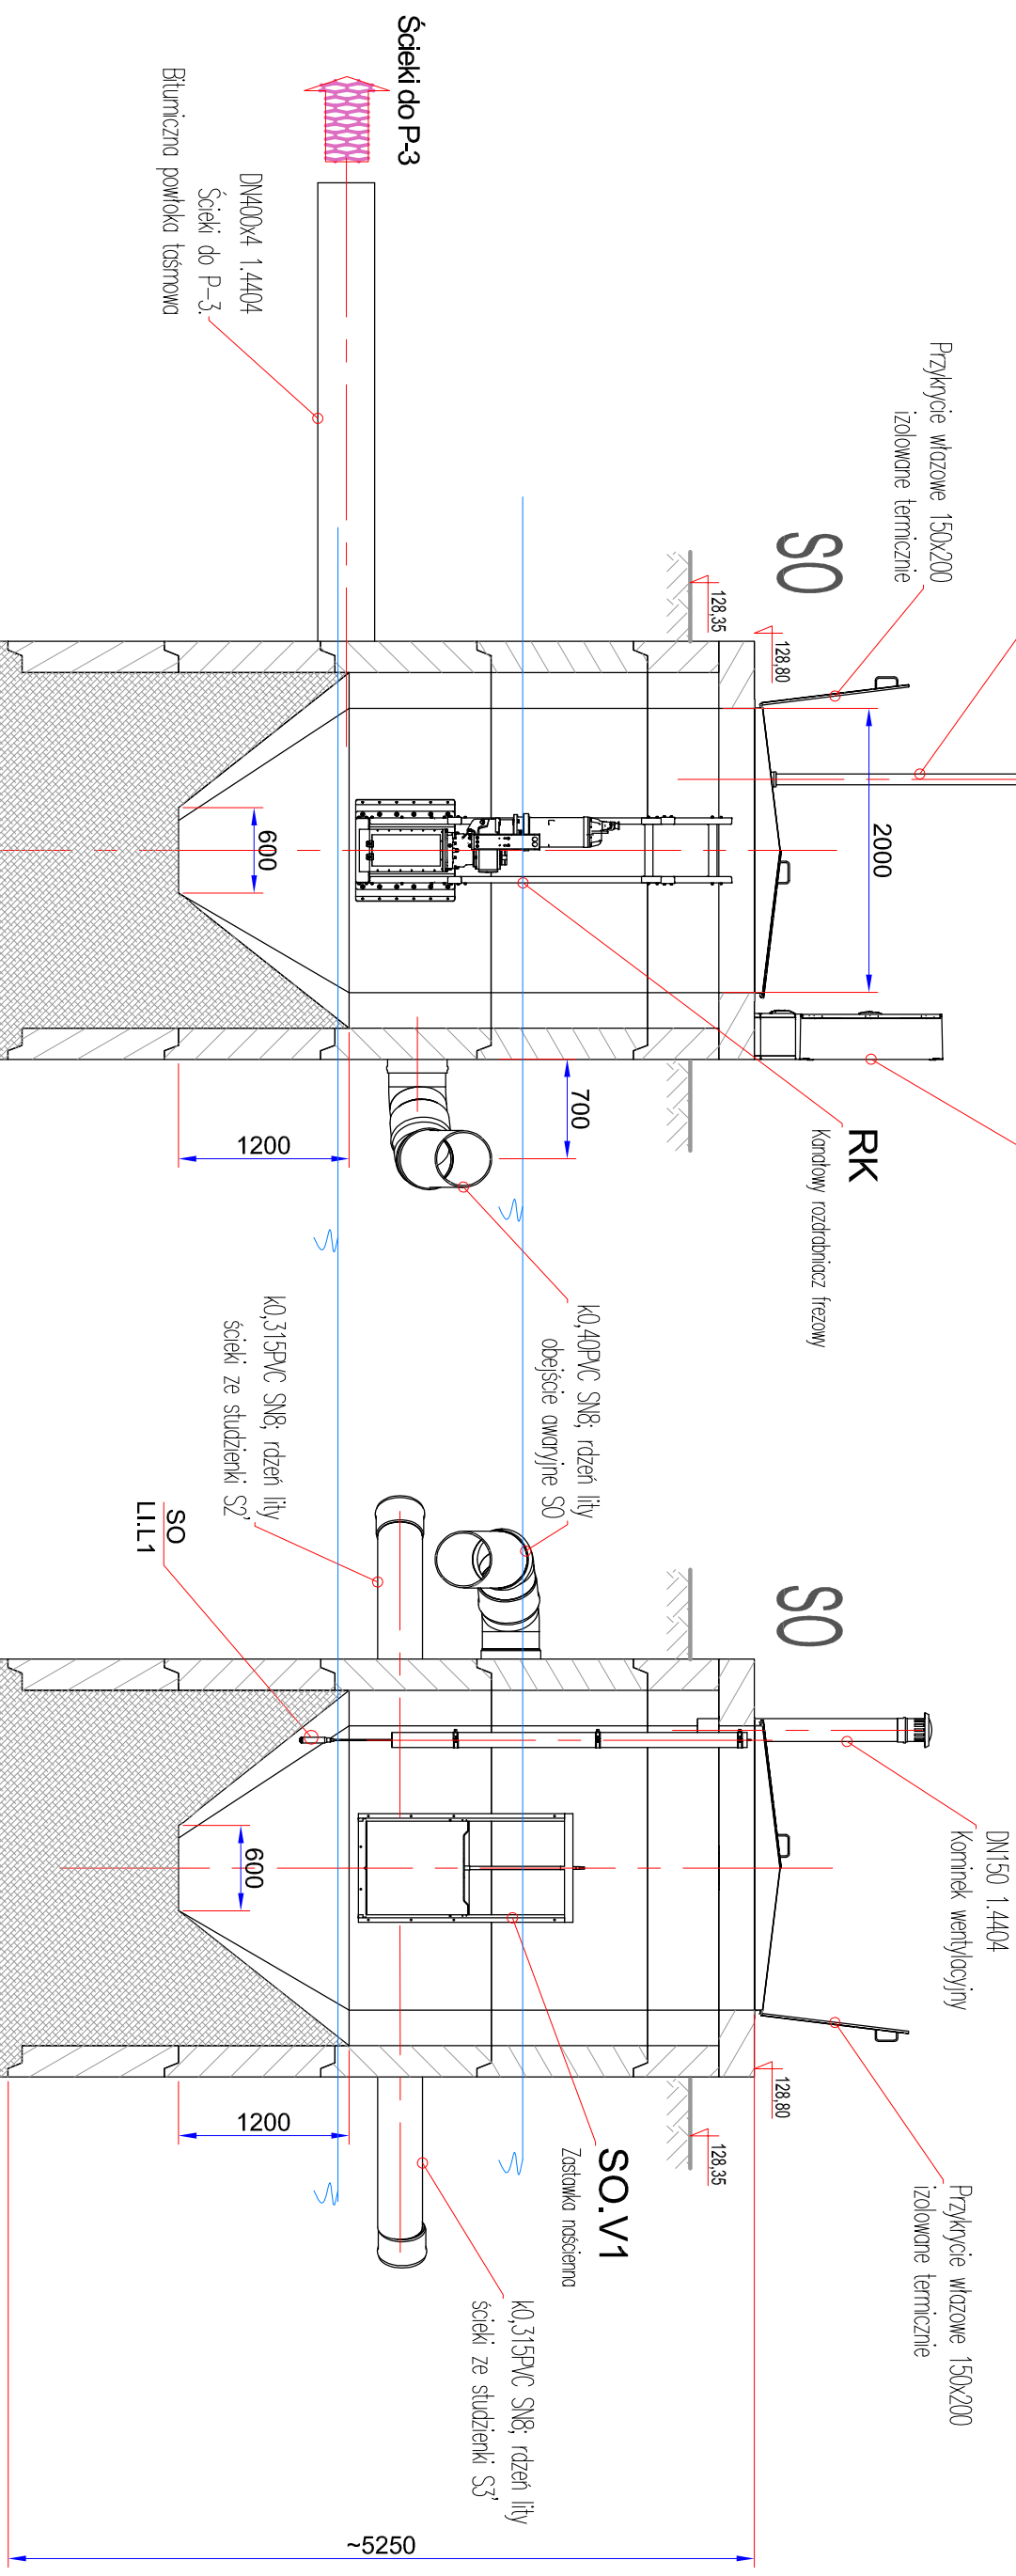 Ścieki do P-3
DN400x4 1.4404
Ścieki do P-3.
Bitumiczna powłoka taśmowa
Przykrycie włazowe 150x200
izolowane termicznie
SO
128,35
128,80
2000
600
700
1200
RK
Kanałowy rozdrabniacz frezowy
k0,40PVC SN8; rdzeń lity
obejście awaryjne SO
k0,315PVC SN8; rdzeń lity
ścieki ze studzienki S2'
SO
LI.L1
SO
DN150 1.4404
Kominek wentylacyjny
600
1200
128,80
128,35
Przykrycie włazowe 150x200
izolowane termicznie
SO.V1
Zastawka naścienna
k0,315PVC SN8; rdzeń lity
ścieki ze studzienki S3'
~5250